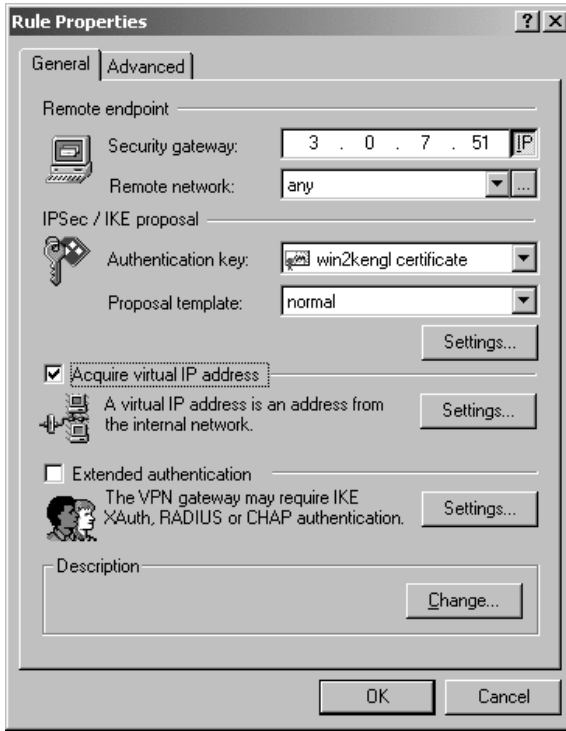 Rule Properties
General Advanced
Remote endpoint
Security gateway: 3 . 0 . 7 . 51 IP
Remote network: any ...
IPSec / IKE proposal
Authentication key: win2kengl certificate
Proposal template: normal
Settings...
Acquire virtual IP address
A virtual IP address is an address from
the internal network.
Settings...
Extended authentication
The VPN gateway may require IKE
XAuth, RADIUS or CHAP authentication.
Settings...
Description
Change...
OK Cancel